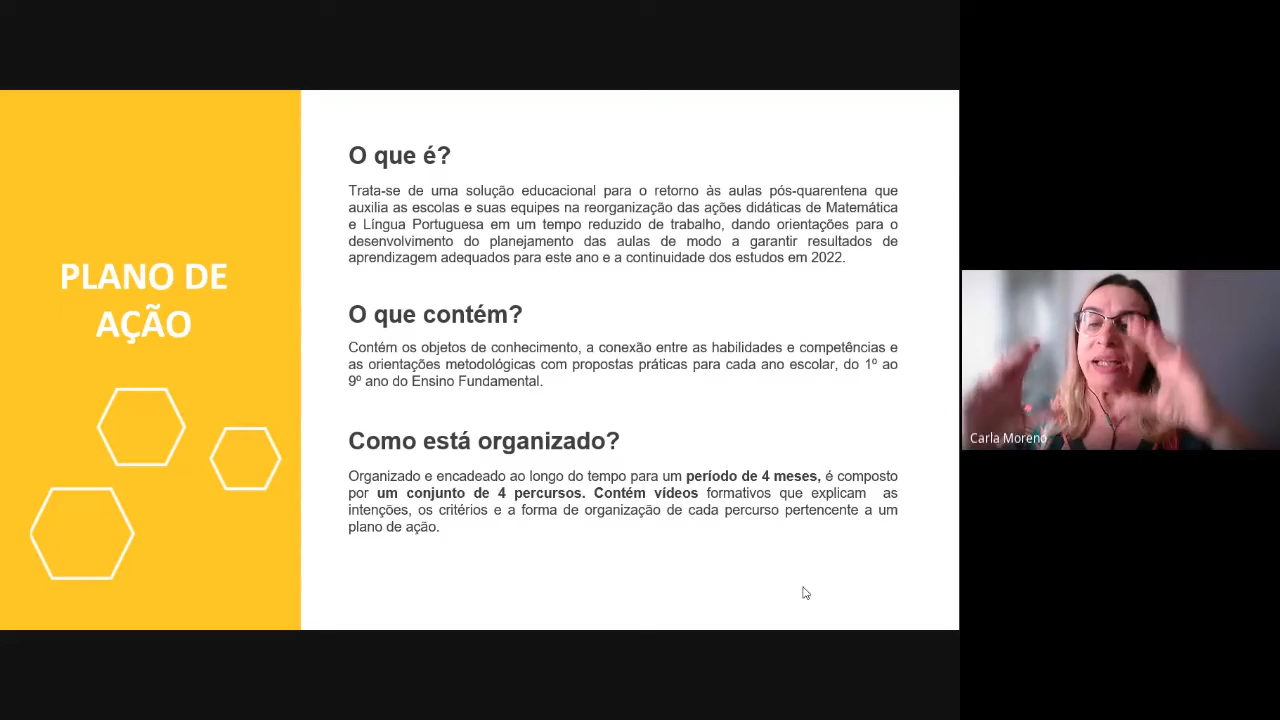 PLANO DE
AÇÃO
O que é?
Trata-se de uma solução educacional para o retorno às aulas pós-quarentena que
auxilia as escolas e suas equipes na reorganização das ações didáticas de Matemática
e Língua Portuguesa em um tempo reduzido de trabalho, dando orientações para o
desenvolvimento do planejamento das aulas de modo a garantir resultados de
aprendizagem adequados para este ano e a continuidade dos estudos em 2022.
O que contém?
Contém os objetos de conhecimento, a conexão entre as habilidades e competências e
as orientações metodológicas com propostas práticas para cada ano escolar, do 1º ao
9º ano do Ensino Fundamental.
Como está organizado?
Organizado e encadeado ao longo do tempo para um período de 4 meses, é composto
por um conjunto de 4 percursos. Contém vídeos formativos que explicam as
intenções, os critérios e a forma de organização de cada percurso pertencente a um
plano de ação.
Carla Moreno